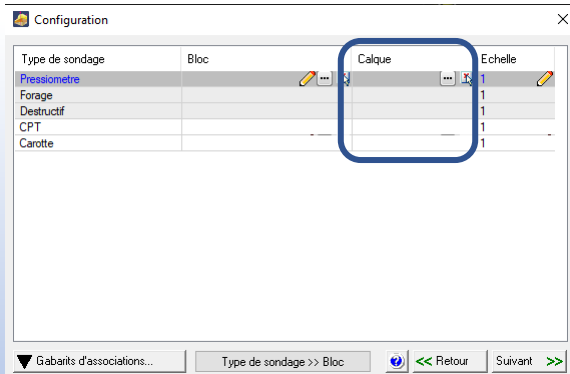 Configuration
Type de sondage Bloc Calque Echelle
Pressiometre ... ... 1
Forage 1
Destructif 1
CPT 1
Carotte 1
Gabarits d'associations... Type de sondage >> Bloc ? << Retour Suivant >>